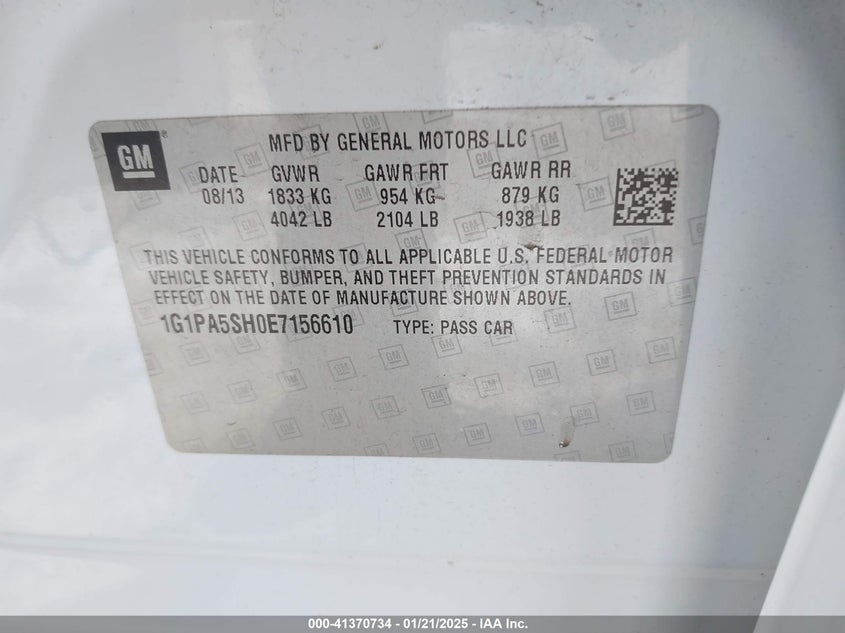 GM
MFD BY GENERAL MOTORS LLC
DATE GVWR GAWR FRT GAWR RR
08/13 1833 KG 954 KG 879 KG
4042 LB 2104 LB 1938 LB
THIS VEHICLE CONFORMS TO ALL APPLICABLE U.S. FEDERAL MOTOR
VEHICLE SAFETY, BUMPER, AND THEFT PREVENTION STANDARDS IN
EFFECT ON THE DATE OF MANUFACTURE SHOWN ABOVE.
1G1PA5SH0E7156610 TYPE: PASS CAR
000-41370734 - 01/21/2025 - IAA Inc.